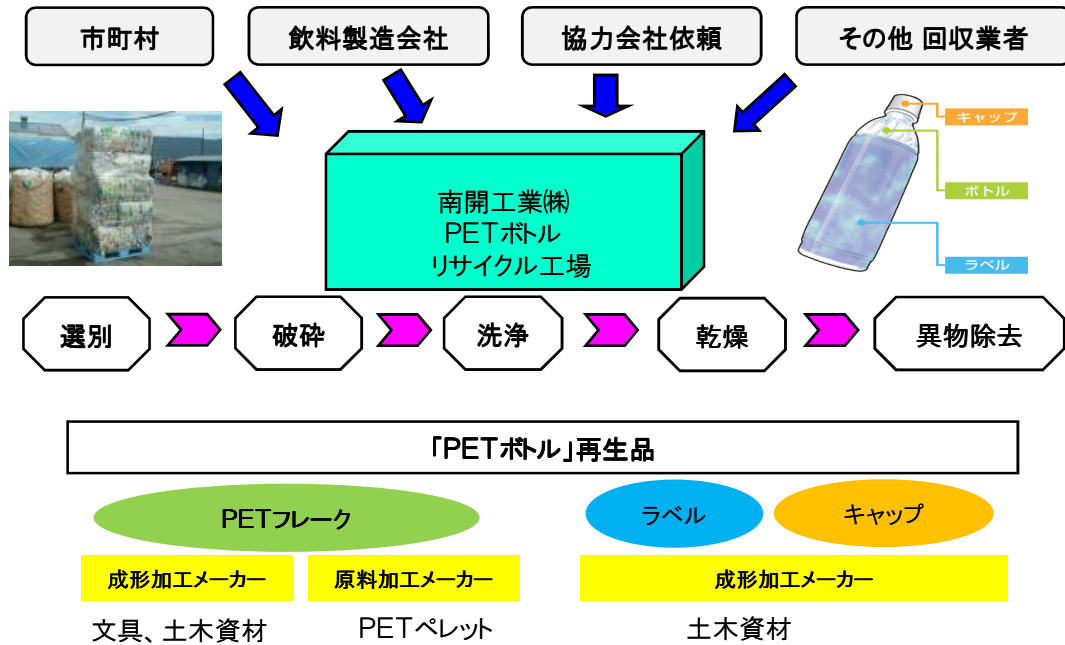 市町村
飲料製造会社
協力会社依頼
その他 回収業者
キャップ
ボトル
ラベル
南開工業㈱
PETボトル
リサイクル工場
選別
破砕
洗浄
乾燥
異物除去
「PETボトル」再生品
PETフレーク
ラベル
キャップ
成形加工メーカー
原料加工メーカー
成形加工メーカー
文具、土木資材
PETペレット
土木資材